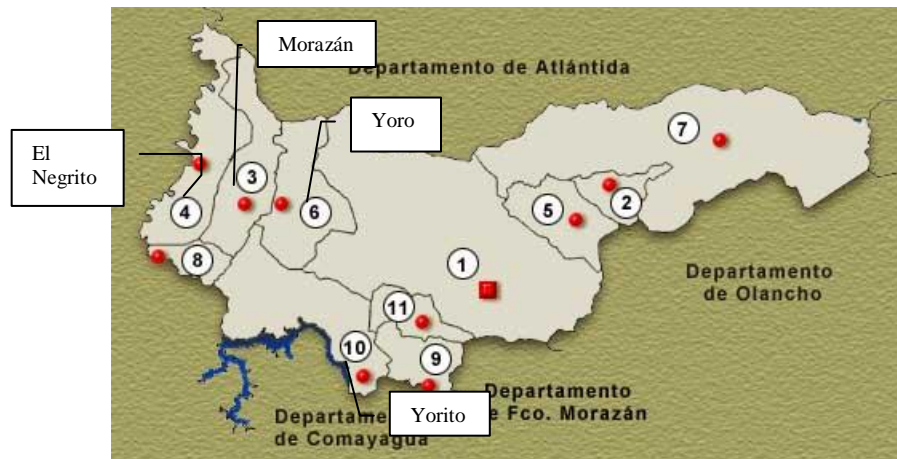 Morazán
Departamento de Atlántida
Yoro
7
El
Negrito
3
4
6
5
2
8
1
Departamento
de Olancho
11
10
9
Departamento
e Fco. Morazán
Yorito
Departame
de Comayagua